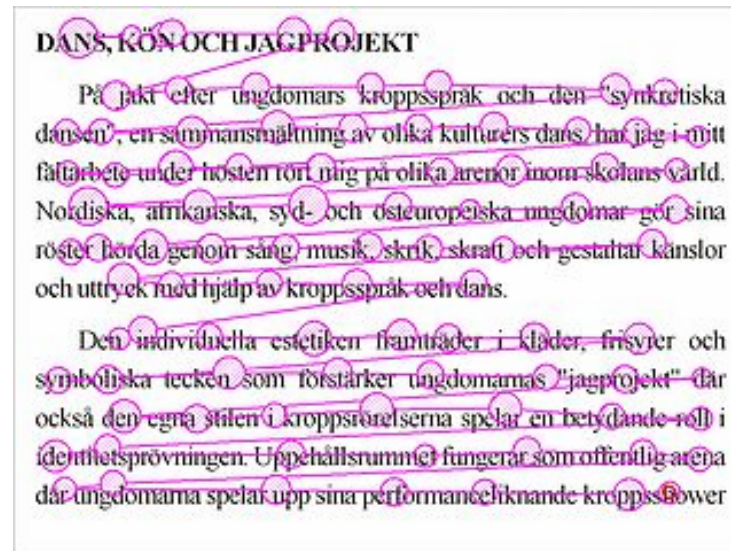 DANS, KÖN OCH JAGPROJEKT
På jakt efter ungdomars kroppsspråk och den "synkretiska
dansen", en sammansmältning av olika kulturers dans, har jag i mitt
fältarbete under hösten rört mig på olika arenor inom skolans värld.
Nordiska, afrikanska, syd- och östeuropeiska ungdomar gör sina
röster hörda genom sång, musik, skrik, skratt och gestaltar känslor
och uttryck med hjälp av kroppsspråk och dans.
Den individuella estetiken framträder i kläder, frisyrer och
symboliska tecken som förstärker ungdomarnas "jagprojekt" där
också den egna stilen i kroppsrörelserna spelar en betydande roll i
identitetsprövningen. Uppehållsrummet fungerar som offentlig arena
där ungdomarna spelar upp sina performanceliknande kroppsshower